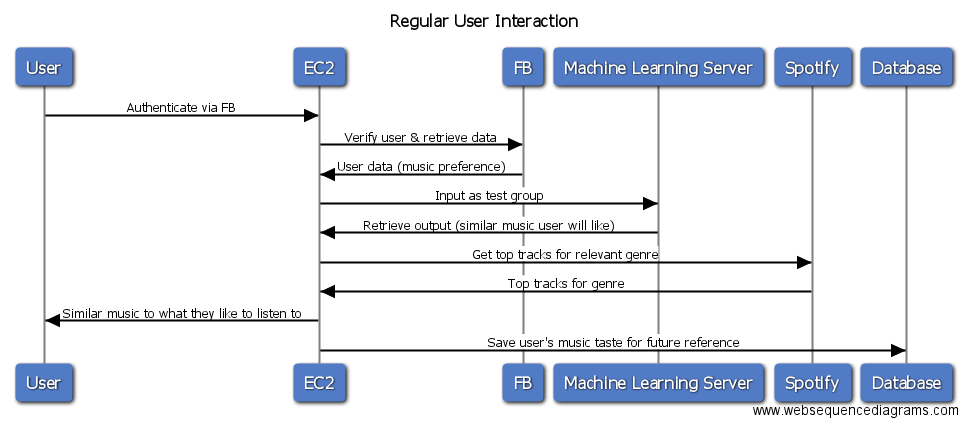 Regular User Interaction
User EC2 FB Machine Learning Server Spotify Database
Authenticate via FB
Verify user & retrieve data
User data (music preference)
Input as test group
Retrieve output (similar music user will like)
Get top tracks for relevant genre
Top tracks for genre
Similar music to what they like to listen to
Save user's music taste for future reference
User EC2 FB Machine Learning Server Spotify Database
www.websequencediagrams.com